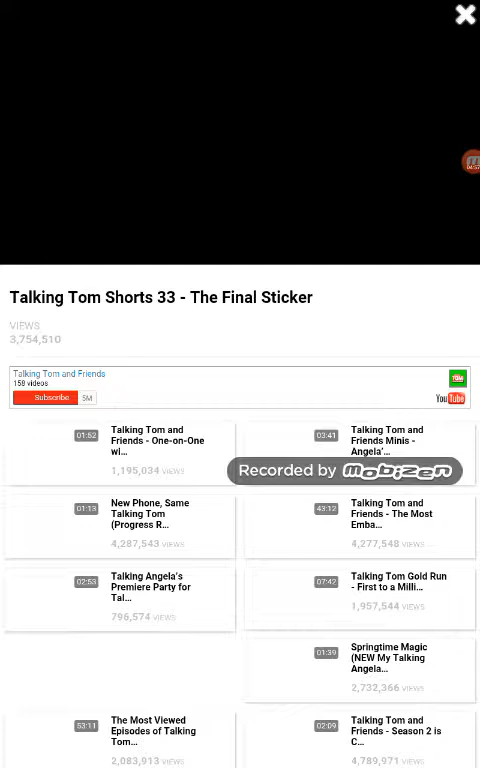 04:57
Talking Tom Shorts 33 - The Final Sticker
VIEWS
3,754,510
Talking Tom and Friends
158 videos
Subscribe 5M
TOM
YouTube
01:52
Talking Tom and
Friends - One-on-One
wi...
1,195,034 VIEWS
03:41
Talking Tom and
Friends Minis -
Angela'...
Recorded by mobizen
01:13
New Phone, Same
Talking Tom
(Progress R...
4,287,543 VIEWS
43:12
Talking Tom and
Friends - The Most
Emba...
4,277,548 VIEWS
02:53
Talking Angela's
Premiere Party for
Tal...
796,574 VIEWS
07:42
Talking Tom Gold Run
- First to a Milli...
1,957,544 VIEWS
01:39
Springtime Magic
(NEW My Talking
Angela...
2,732,366 VIEWS
53:11
The Most Viewed
Episodes of Talking
Tom...
2,083,913 VIEWS
02:09
Talking Tom and
Friends - Season 2 is
C...
4,789,971 VIEWS